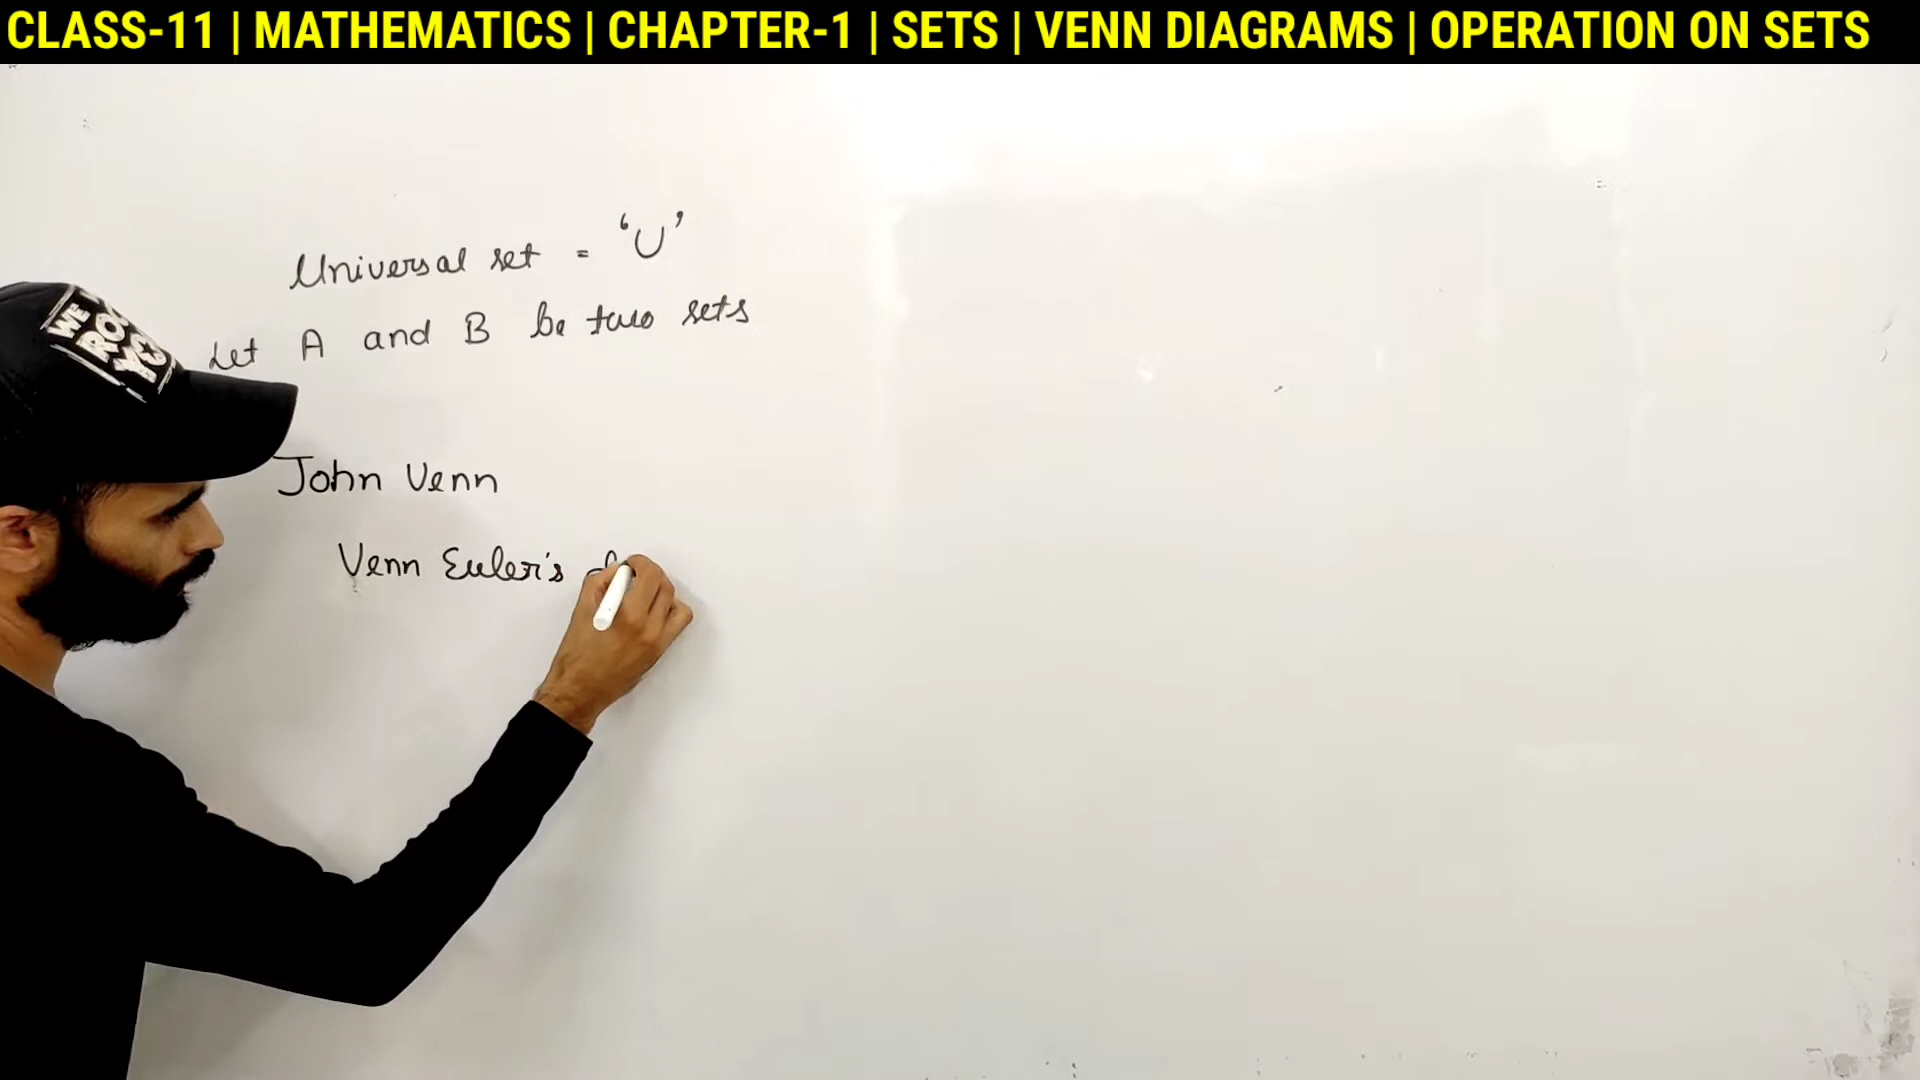 CLASS-11 | MATHEMATICS | CHAPTER-1 | SETS | VENN DIAGRAMS | OPERATION ON SETS
Universal set = ‘U’
Let A and B be two sets
WE
John Venn
Venn Euler's